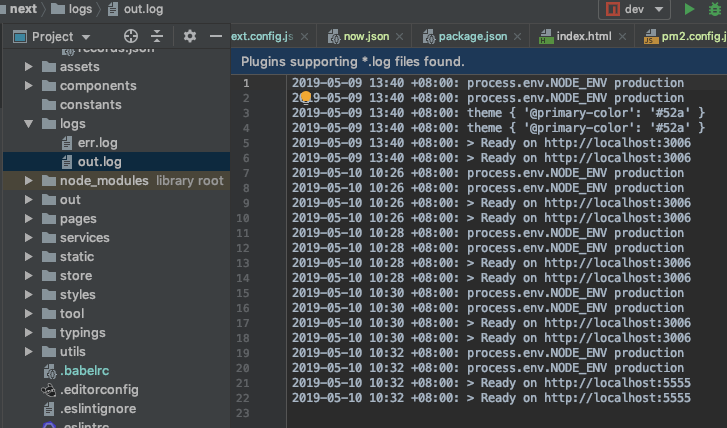 next logs out.log dev
Project ext.config.js now.json package.json index.html pm2.config.j
records.json
Plugins supporting *.log files found.
assets
components
constants
logs
err.log
out.log
node_modules library root
out
pages
services
static
store
styles
tool
typings
utils
.babelrc
.editorconfig
.eslintignore
.eslintrc
1 2019-05-09 13:40 +08:00: process.env.NODE_ENV production
2 2019-05-09 13:40 +08:00: process.env.NODE_ENV production
3 2019-05-09 13:40 +08:00: theme { '@primary-color': '#52a' }
4 2019-05-09 13:40 +08:00: theme { '@primary-color': '#52a' }
5 2019-05-09 13:40 +08:00: > Ready on http://localhost:3006
6 2019-05-09 13:40 +08:00: > Ready on http://localhost:3006
7 2019-05-10 10:26 +08:00: process.env.NODE_ENV production
8 2019-05-10 10:26 +08:00: process.env.NODE_ENV production
9 2019-05-10 10:26 +08:00: > Ready on http://localhost:3006
10 2019-05-10 10:26 +08:00: > Ready on http://localhost:3006
11 2019-05-10 10:28 +08:00: process.env.NODE_ENV production
12 2019-05-10 10:28 +08:00: process.env.NODE_ENV production
13 2019-05-10 10:28 +08:00: > Ready on http://localhost:3006
14 2019-05-10 10:28 +08:00: > Ready on http://localhost:3006
15 2019-05-10 10:30 +08:00: process.env.NODE_ENV production
16 2019-05-10 10:30 +08:00: process.env.NODE_ENV production
17 2019-05-10 10:30 +08:00: > Ready on http://localhost:3006
18 2019-05-10 10:30 +08:00: > Ready on http://localhost:3006
19 2019-05-10 10:32 +08:00: process.env.NODE_ENV production
20 2019-05-10 10:32 +08:00: process.env.NODE_ENV production
21 2019-05-10 10:32 +08:00: > Ready on http://localhost:5555
22 2019-05-10 10:32 +08:00: > Ready on http://localhost:5555
23